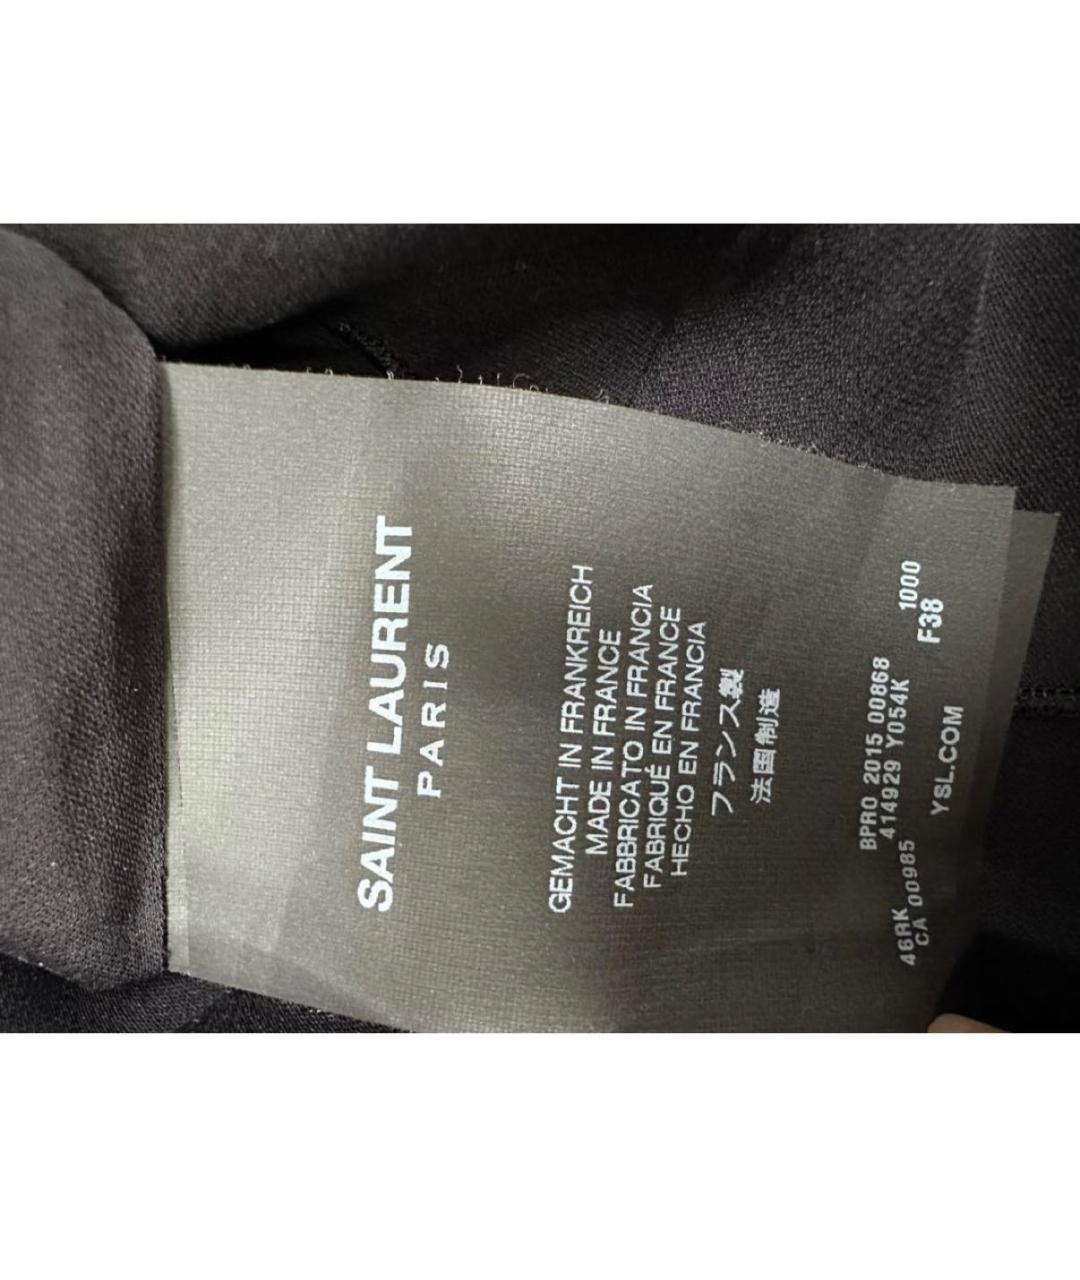 SAINT LAURENT
PARIS
GEMACHT IN FRANKREICH
MADE IN FRANCE
FABBRICATO IN FRANCIA
FABRIQUÉ EN FRANCE
HECHO EN FRANCIA
フランス製
法国制造
BPRO 2015 00868
414929 Y054K 1000
46RK F38
CA 00985
YSL.COM